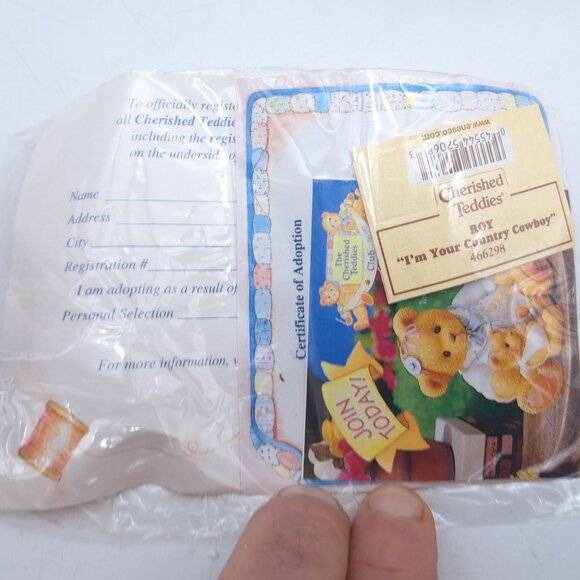 To officially regist
all Cherished Teddie
including the regis
on the underside of
Name
Address
City
Registration #
I am adopting as a result of
Personal Selection
For more information, v
Certificate of Adoption
The
Cherished
Teddies
Club
JOIN
TODAY!
www.enesco.com
Cherished
Teddies
ROY
"I'm Your Country Cowboy"
466298